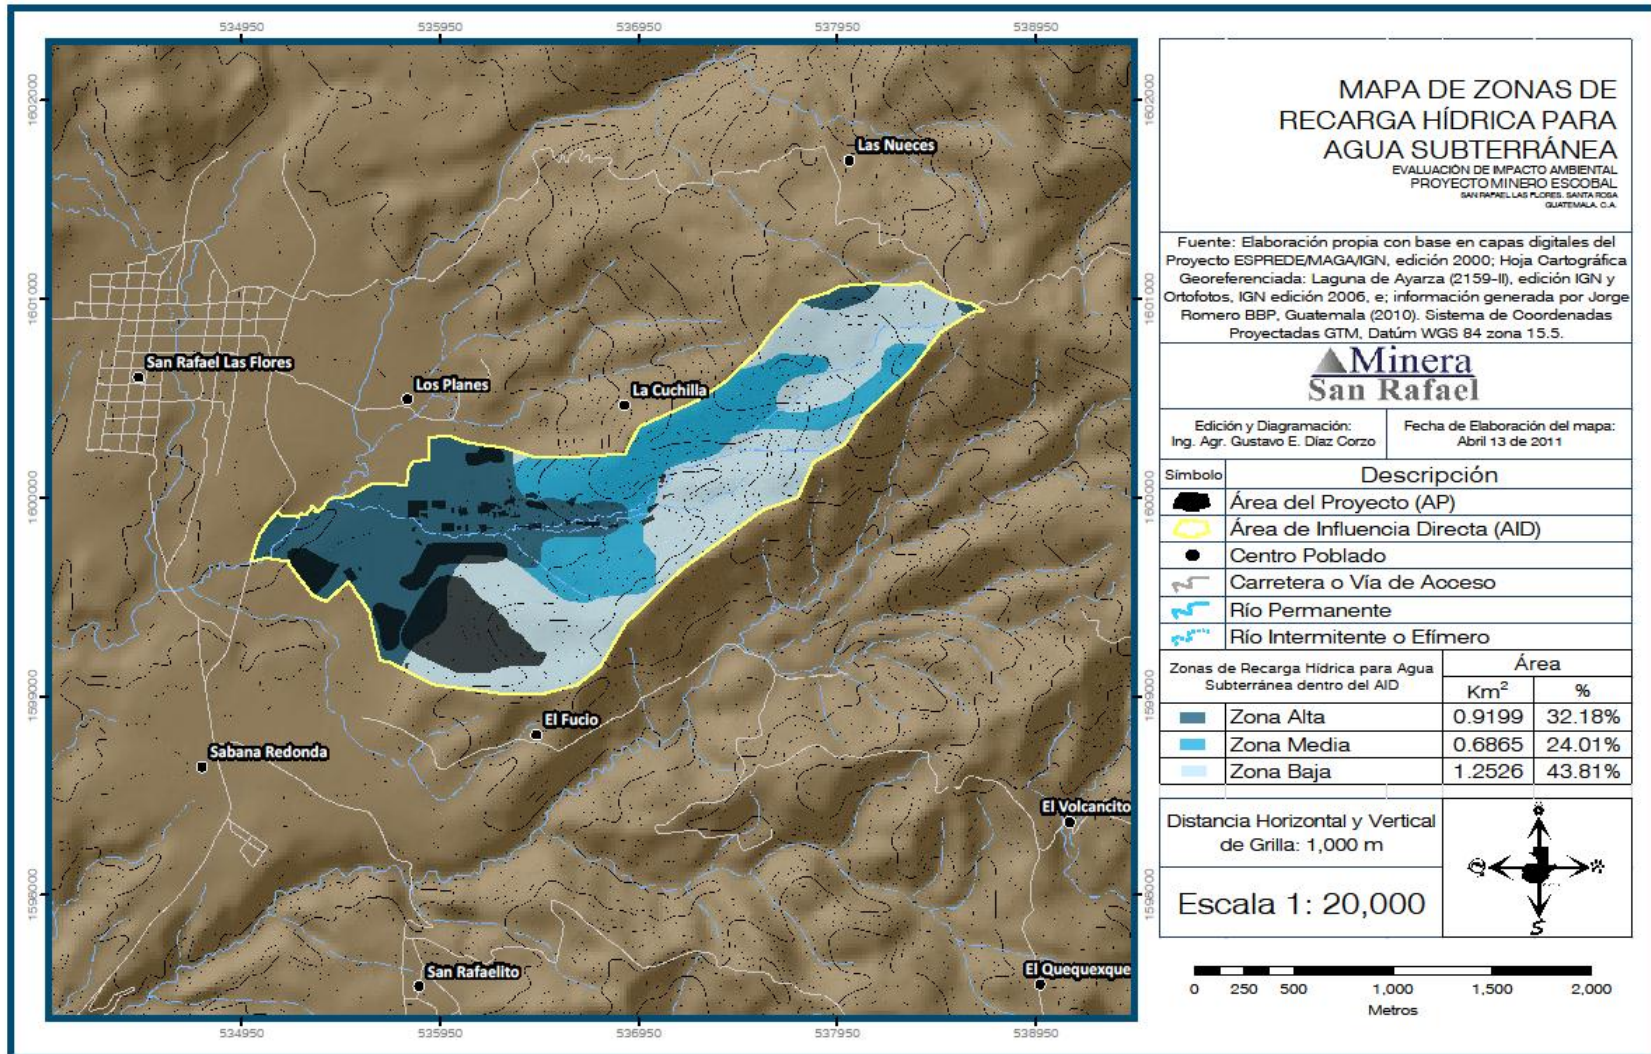 534950
535950
536950
537950
538950
1602000
1601000
1600000
1599000
1598000
1602000
1601000
1600000
1599000
1598000
Las Nueces
San Rafael Las Flores
Los Planes
La Cuchilla
El Fucio
Sabana Redonda
El Volcancito
San Rafaelito
El Quequexque
534950
535950
536950
537950
538950
MAPA DE ZONAS DE
RECARGA HÍDRICA PARA
AGUA SUBTERRÁNEA
EVALUACIÓN DE IMPACTO AMBIENTAL
PROYECTO MINERO ESCOBAL
SAN RAFAEL LAS FLORES. SANTA ROSA
GUATEMALA. C.A.
Fuente: Elaboración propia con base en capas digitales del
Proyecto ESPREDE/MAGA/IGN, edición 2000; Hoja Cartográfica
Georeferenciada: Laguna de Ayarza (2159-II), edición IGN y
Ortofotos, IGN edición 2006, e; información generada por Jorge
Romero BBP, Guatemala (2010). Sistema de Coordenadas
Proyectadas GTM, Datúm WGS 84 zona 15.5.
Minera
San Rafael
Edición y Diagramación:
Ing. Agr. Gustavo E. Díaz Corzo
Fecha de Elaboración del mapa:
Abril 13 de 2011
Símbolo Descripción
Área del Proyecto (AP)
Área de Influencia Directa (AID)
Centro Poblado
Carretera o Vía de Acceso
Río Permanente
Río Intermitente o Efímero
Zonas de Recarga Hídrica para Agua
Subterránea dentro del AID
Área
Km² %
Zona Alta 0.9199 32.18%
Zona Media 0.6865 24.01%
Zona Baja 1.2526 43.81%
Distancia Horizontal y Vertical
de Grilla: 1,000 m
Escala 1: 20,000
S
0 250 500 1,000 1,500 2,000
Metros